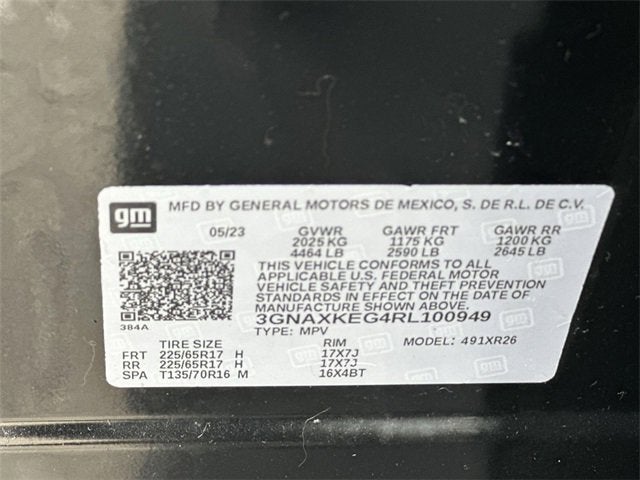 gm MFD BY GENERAL MOTORS DE MEXICO, S. DE R.L. DE C.V.
05/23 GVWR GAWR FRT GAWR RR
2025 KG 1175 KG 1200 KG
4464 LB 2590 LB 2645 LB
THIS VEHICLE CONFORMS TO ALL
APPLICABLE U.S. FEDERAL MOTOR
VEHICLE SAFETY AND THEFT PREVENTION
STANDARDS IN EFFECT ON THE DATE OF
MANUFACTURE SHOWN ABOVE.
3GNAXKEG4RL100949
384A TYPE: MPV MODEL: 491XR26
TIRE SIZE RIM
FRT 225/65R17 H 17X7J
RR 225/65R17 H 17X7J
SPA T135/70R16 M 16X4BT